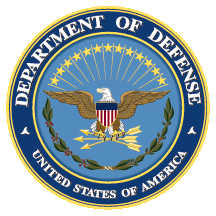 DEPARTMENT OF DEFENSE
UNITED STATES OF AMERICA